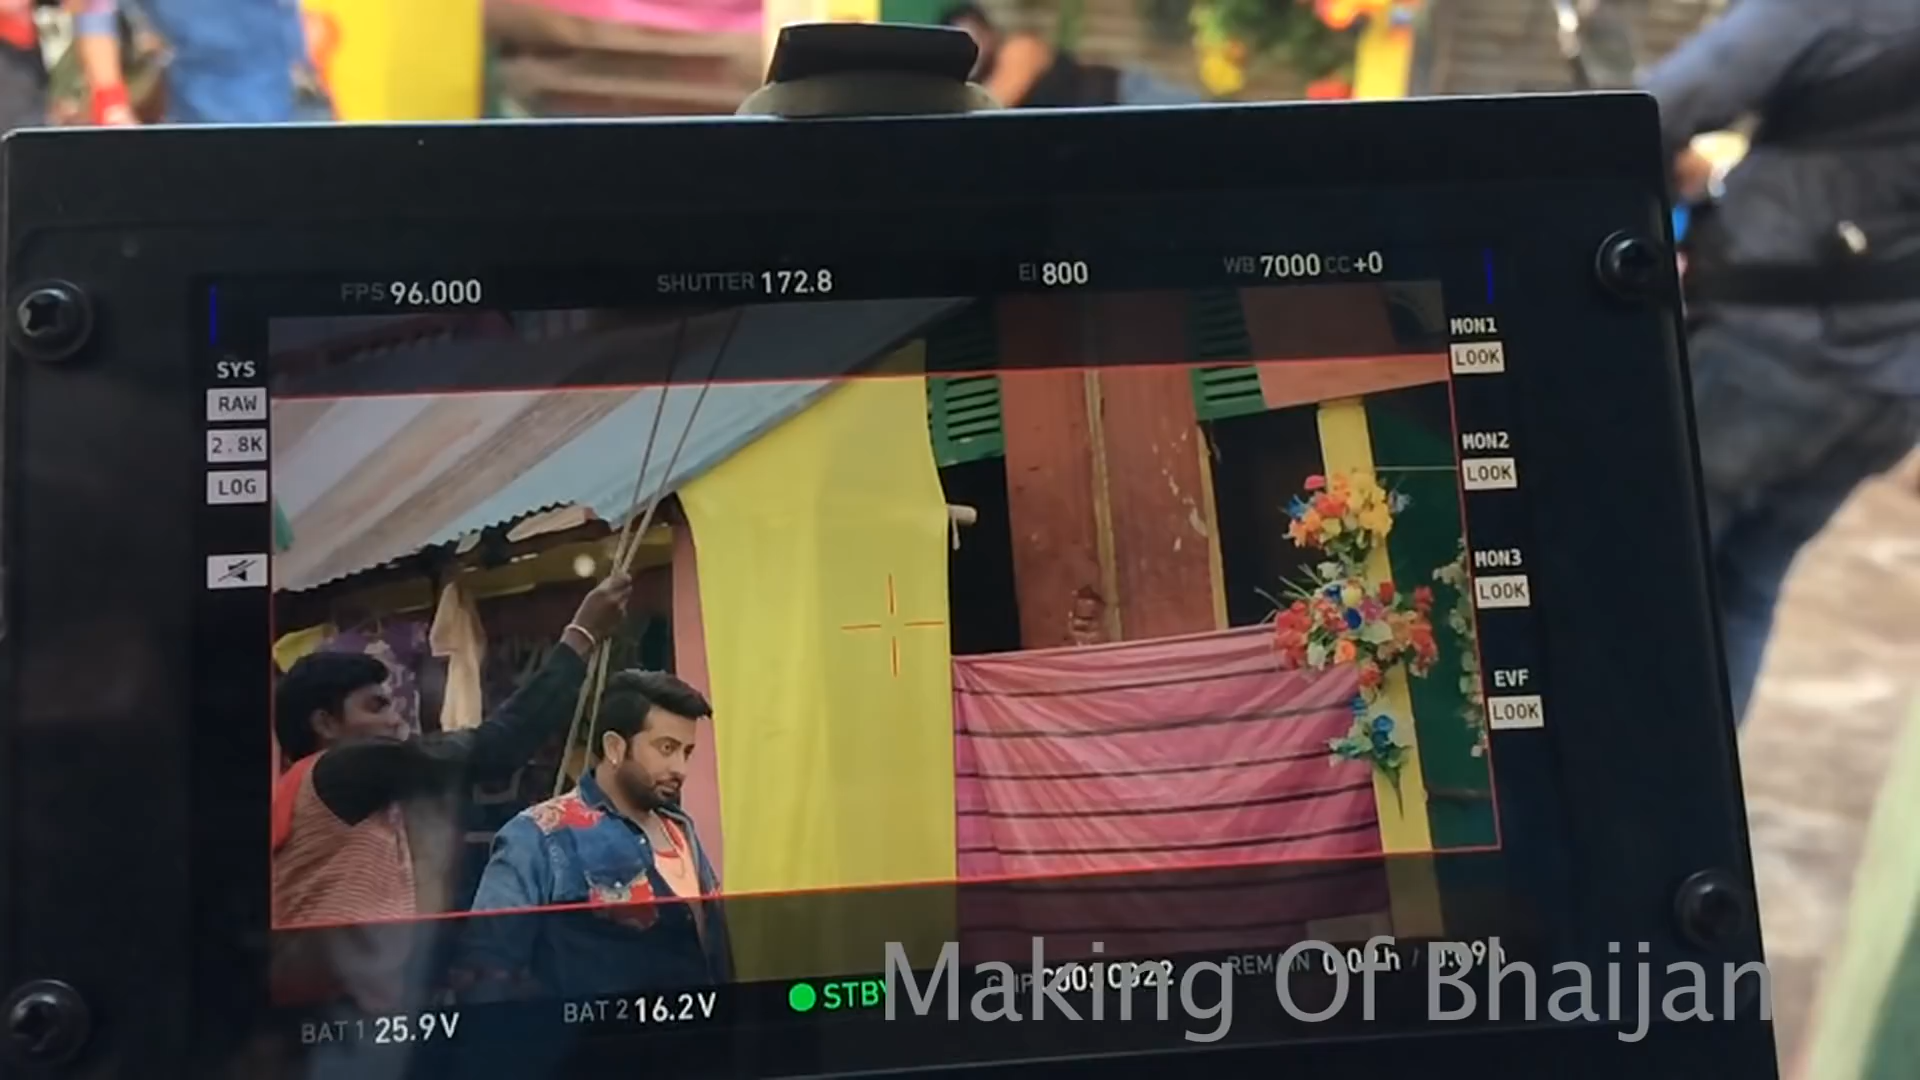 FPS 96.000 SHUTTER 172.8 EI 800 WB 7000 CC +0
SYS
RAW
2.8K
LOG
MON1
LOOK
MON2
LOOK
MON3
LOOK
EVF
LOOK
BAT 1 25.9V BAT 2 16.2V STBY REMAIN
Making Of Bhaijan